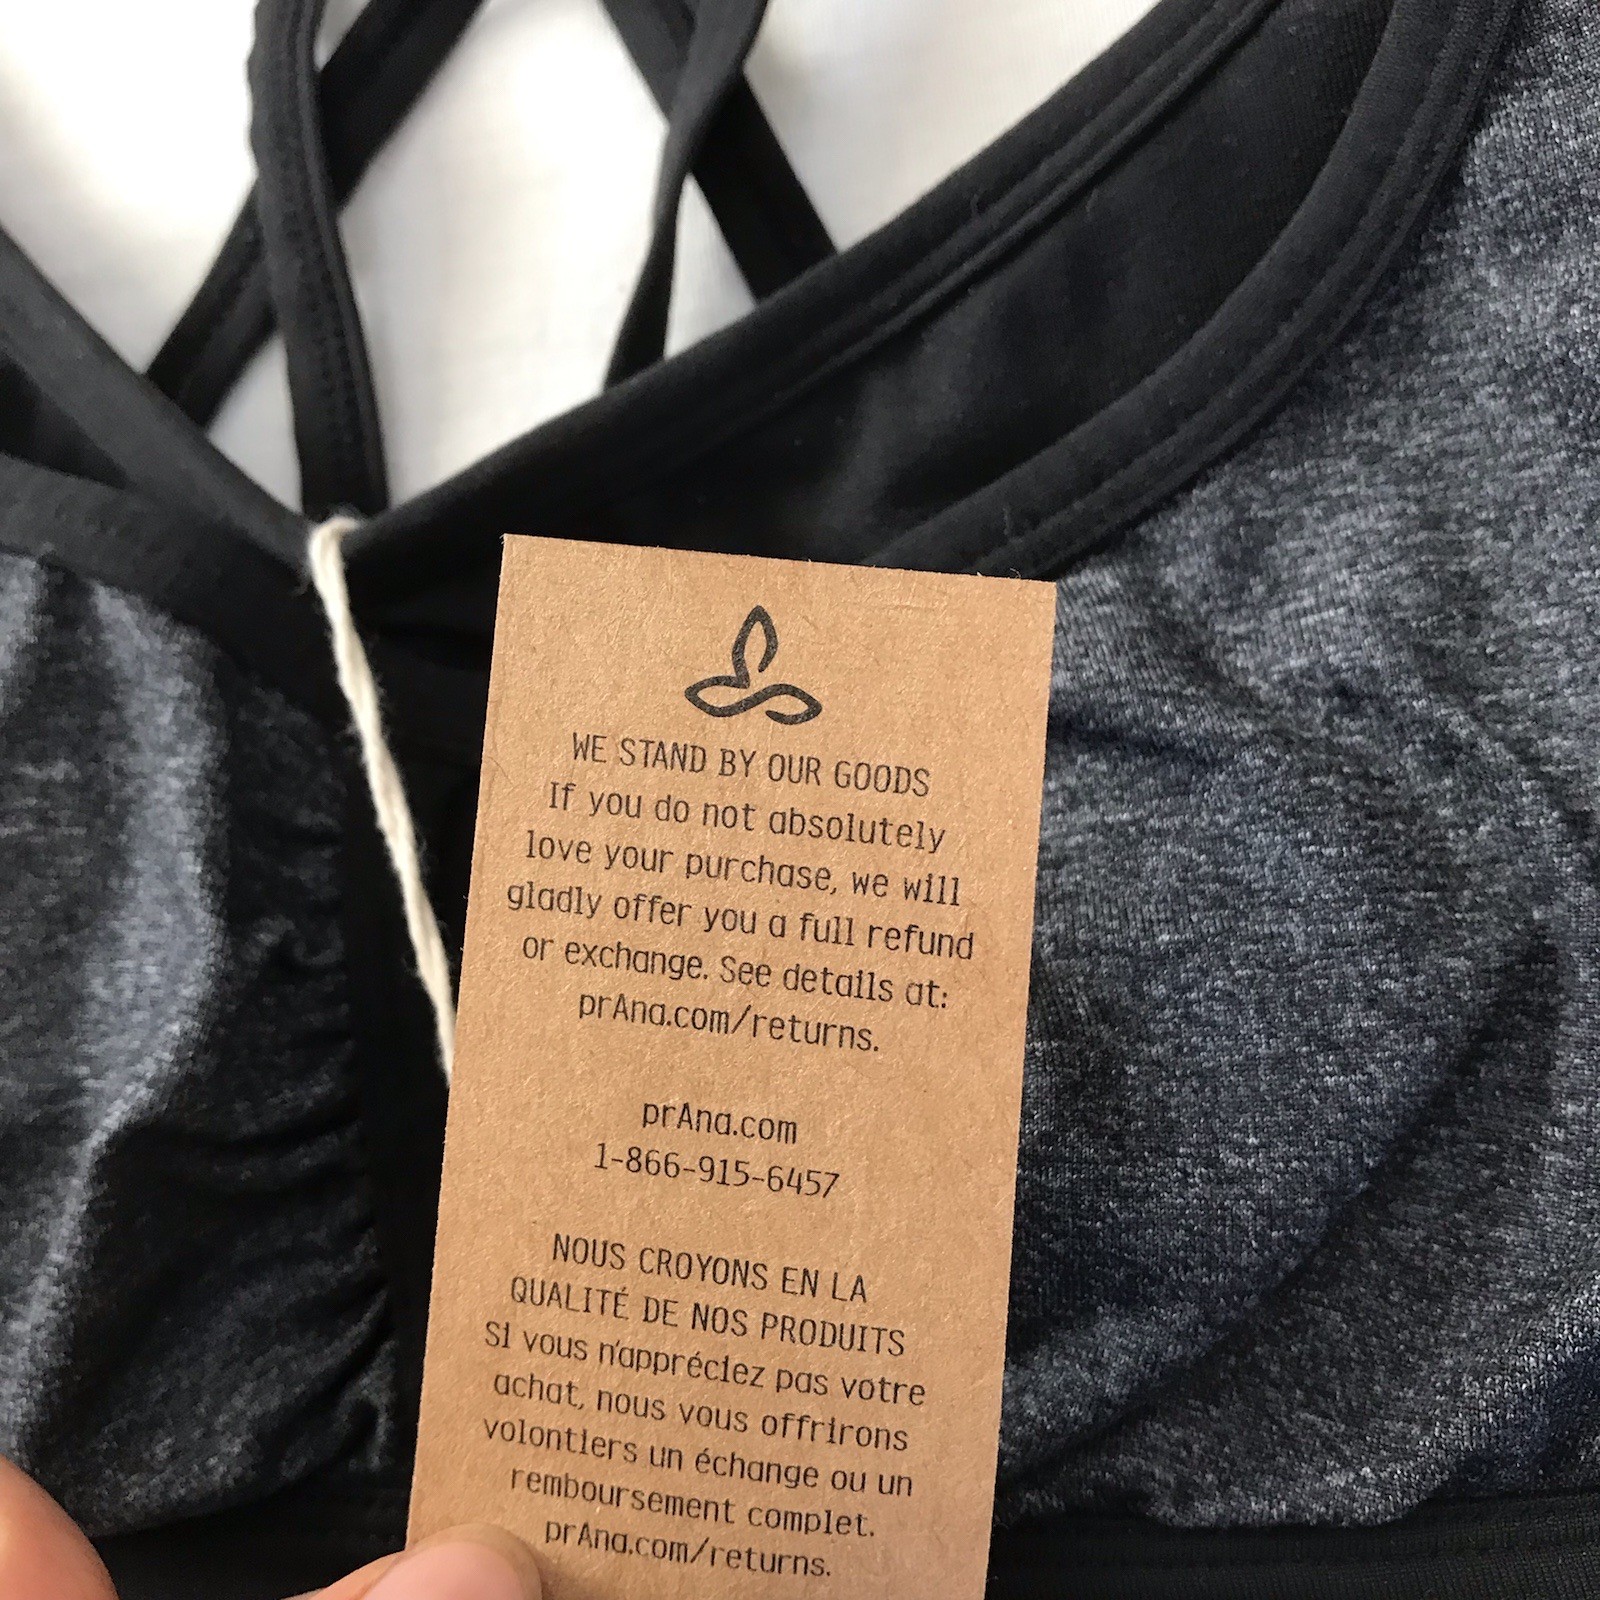 WE STAND BY OUR GOODS
If you do not absolutely
love your purchase, we will
gladly offer you a full refund
or exchange. See details at:
prAna.com/returns.
prAna.com
1-866-915-6457
NOUS CROYONS EN LA
QUALITÉ DE NOS PRODUITS
Si vous n'appréciez pas votre
achat, nous vous offrirons
volontiers un échange ou un
remboursement complet.
prAna.com/returns.